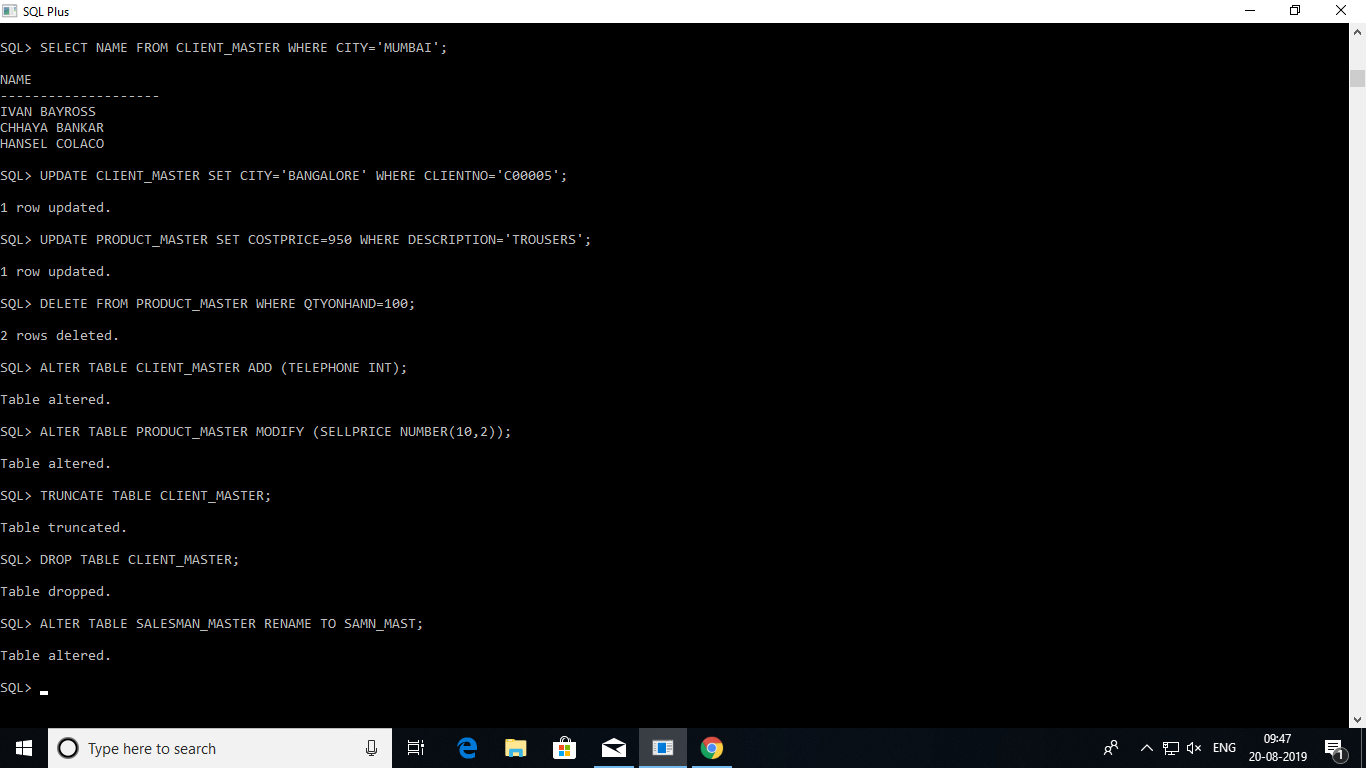 SQL Plus
SQL> SELECT NAME FROM CLIENT_MASTER WHERE CITY='MUMBAI';
NAME
--------------------
IVAN BAYROSS
CHHAYA BANKAR
HANSEL COLACO
SQL> UPDATE CLIENT_MASTER SET CITY='BANGALORE' WHERE CLIENTNO='C00005';
1 row updated.
SQL> UPDATE PRODUCT_MASTER SET COSTPRICE=950 WHERE DESCRIPTION='TROUSERS';
1 row updated.
SQL> DELETE FROM PRODUCT_MASTER WHERE QTYONHAND=100;
2 rows deleted.
SQL> ALTER TABLE CLIENT_MASTER ADD (TELEPHONE INT);
Table altered.
SQL> ALTER TABLE PRODUCT_MASTER MODIFY (SELLPRICE NUMBER(10,2));
Table altered.
SQL> TRUNCATE TABLE CLIENT_MASTER;
Table truncated.
SQL> DROP TABLE CLIENT_MASTER;
Table dropped.
SQL> ALTER TABLE SALESMAN_MASTER RENAME TO SAMN_MAST;
Table altered.
SQL>
Type here to search
ENG
09:47
20-08-2019
1